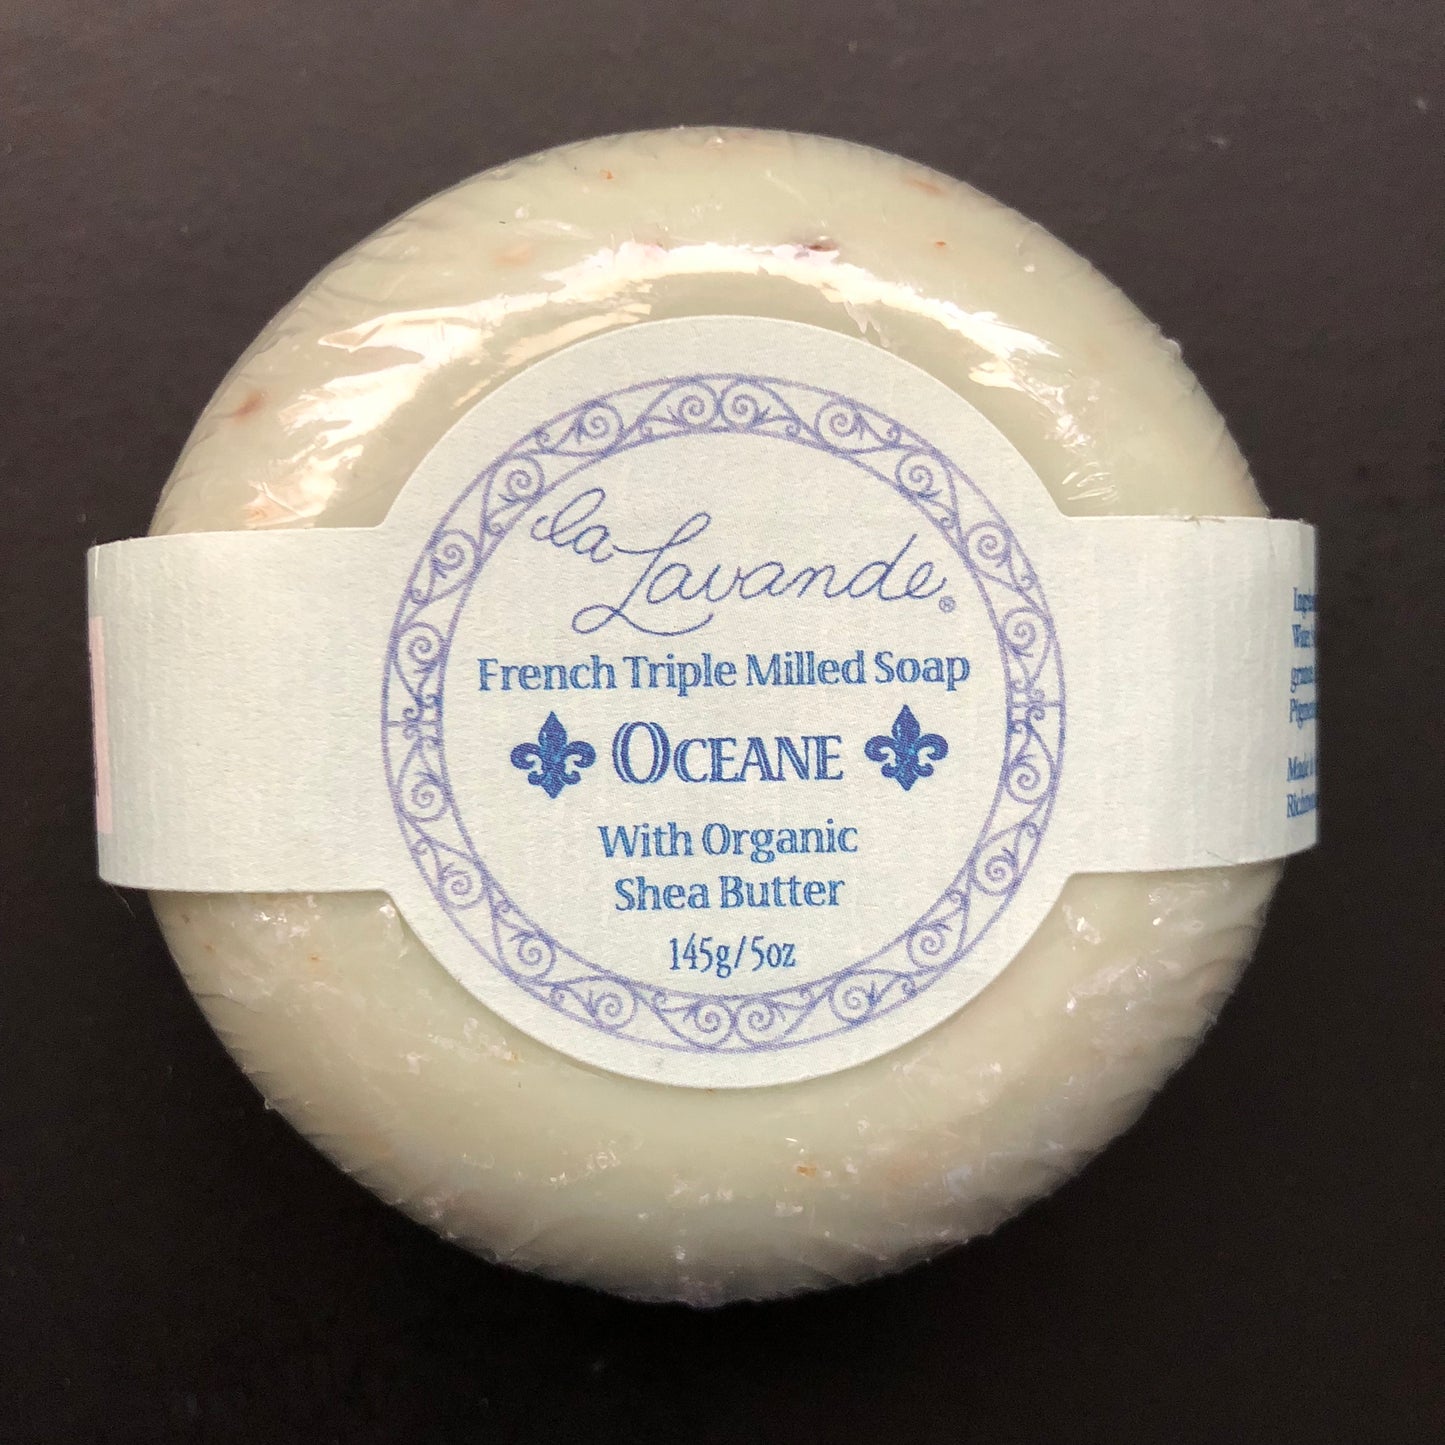 la Lavande®
French Triple Milled Soap
OCEANE
With Organic
Shea Butter
145g/5oz